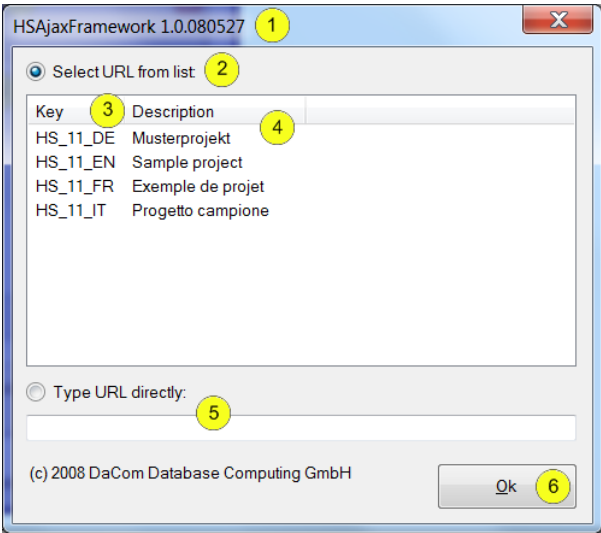 HSAjaxFramework 1.0.080527 1
Select URL from list: 2
Key 3 Description
4
HS_11_DE Musterprojekt
HS_11_EN Sample project
HS_11_FR Exemple de projet
HS_11_IT Progetto campione
Type URL directly:
5
(c) 2008 DaCom Database Computing GmbH
Ok 6